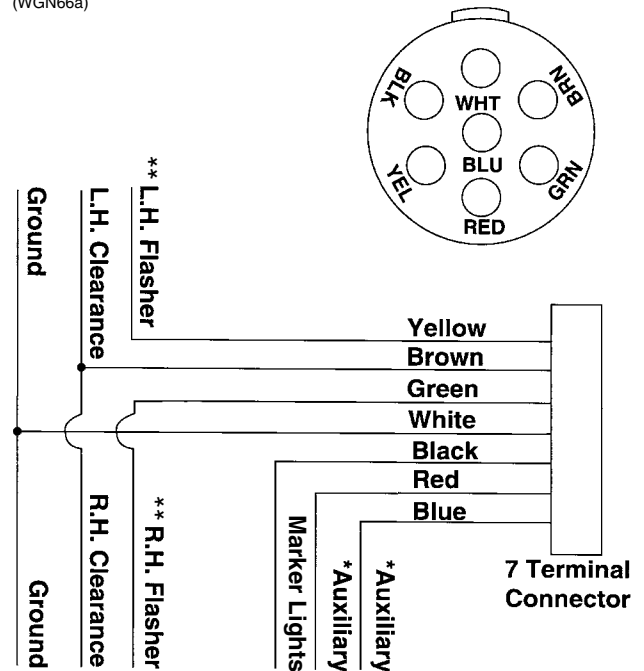 (WGN66a)
BLK
WHT
BRN
BLU
YEL
GRN
RED
Ground
L.H. Clearance
** L.H. Flasher
Yellow
Brown
Green
White
Black
Red
Blue
Ground
R.H. Clearance
** R.H. Flasher
Marker Lights
*Auxiliary
*Auxiliary
7 Terminal
Connector